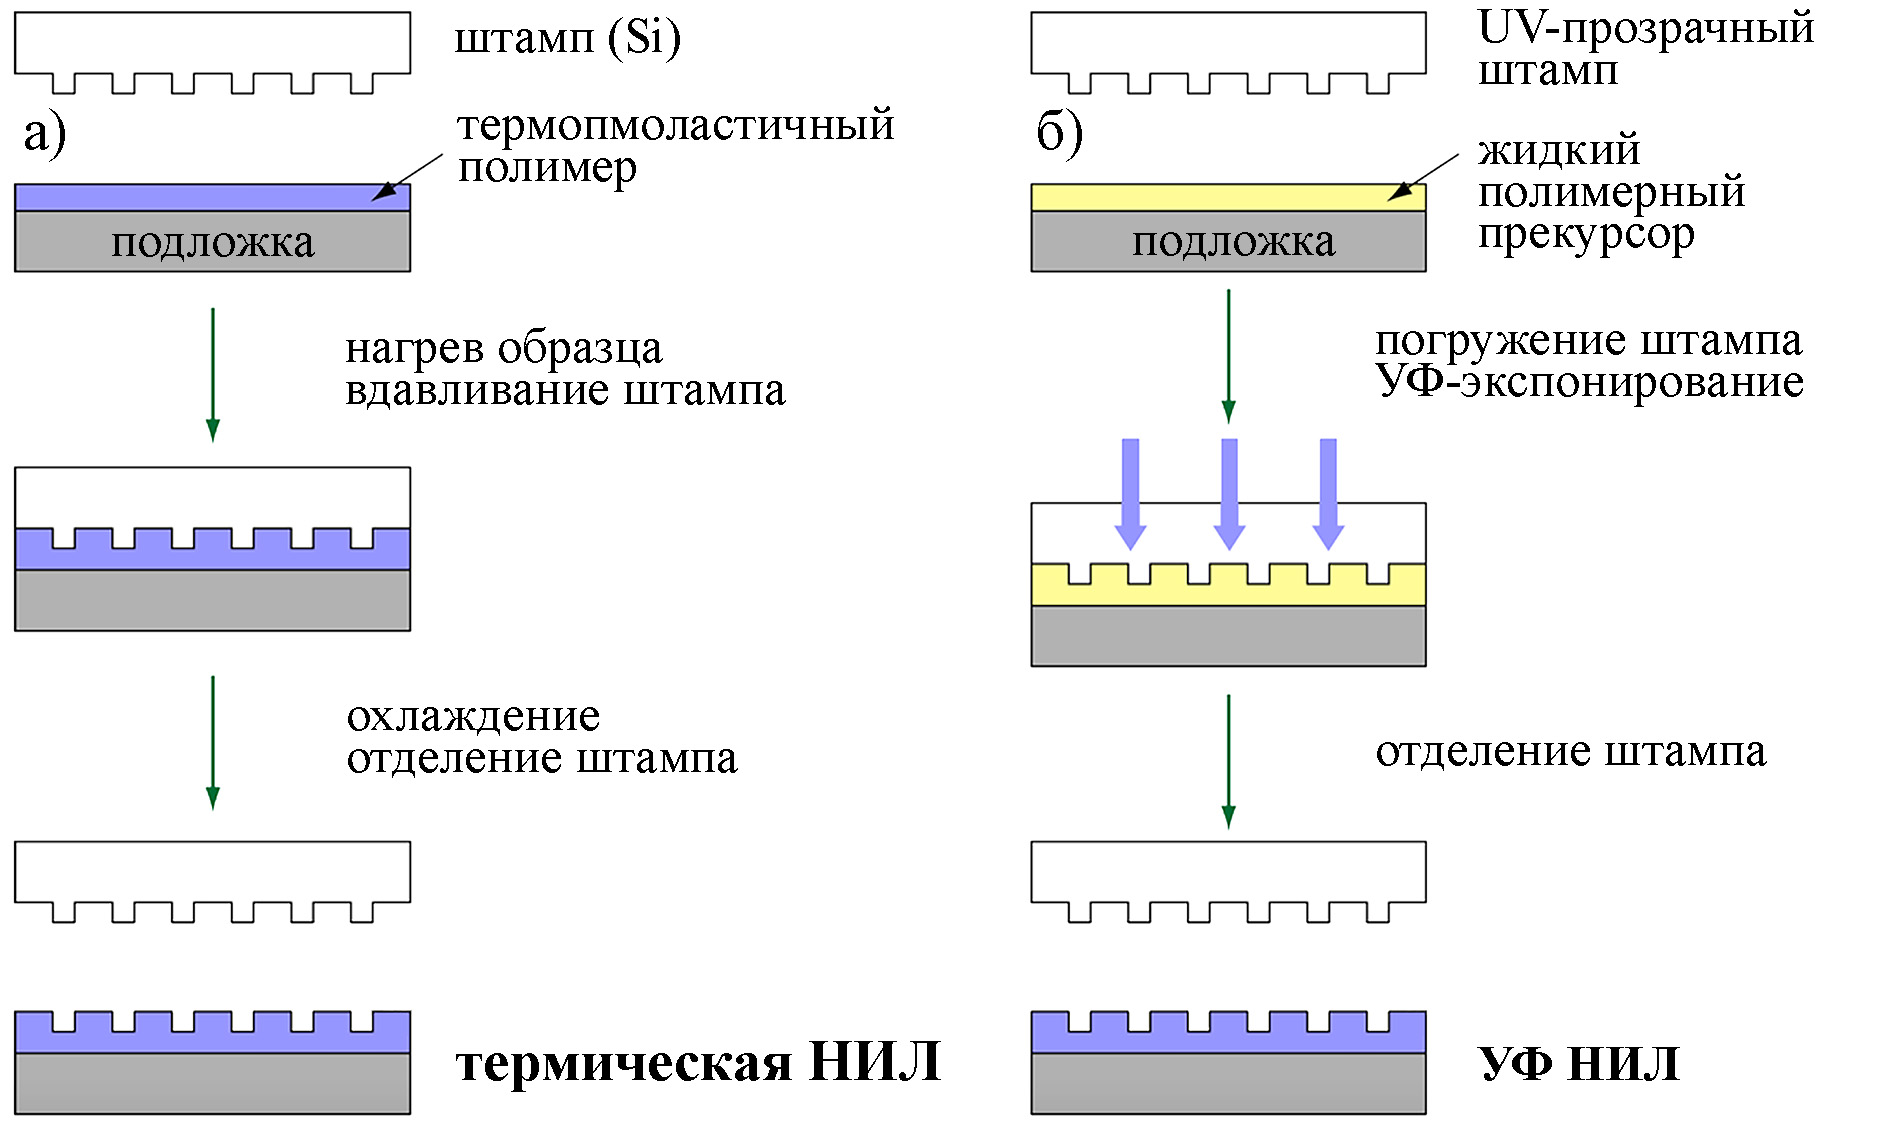 штамп (Si)
а)
термопмоластичный
полимер
подложка
нагрев образца
вдавливание штампа
охлаждение
отделение штампа
термическая НИЛ
UV-прозрачный
штамп
б)
жидкий
полимерный
прекурсор
подложка
погружение штампа
УФ-экспонирование
отделение штампа
УФ НИЛ